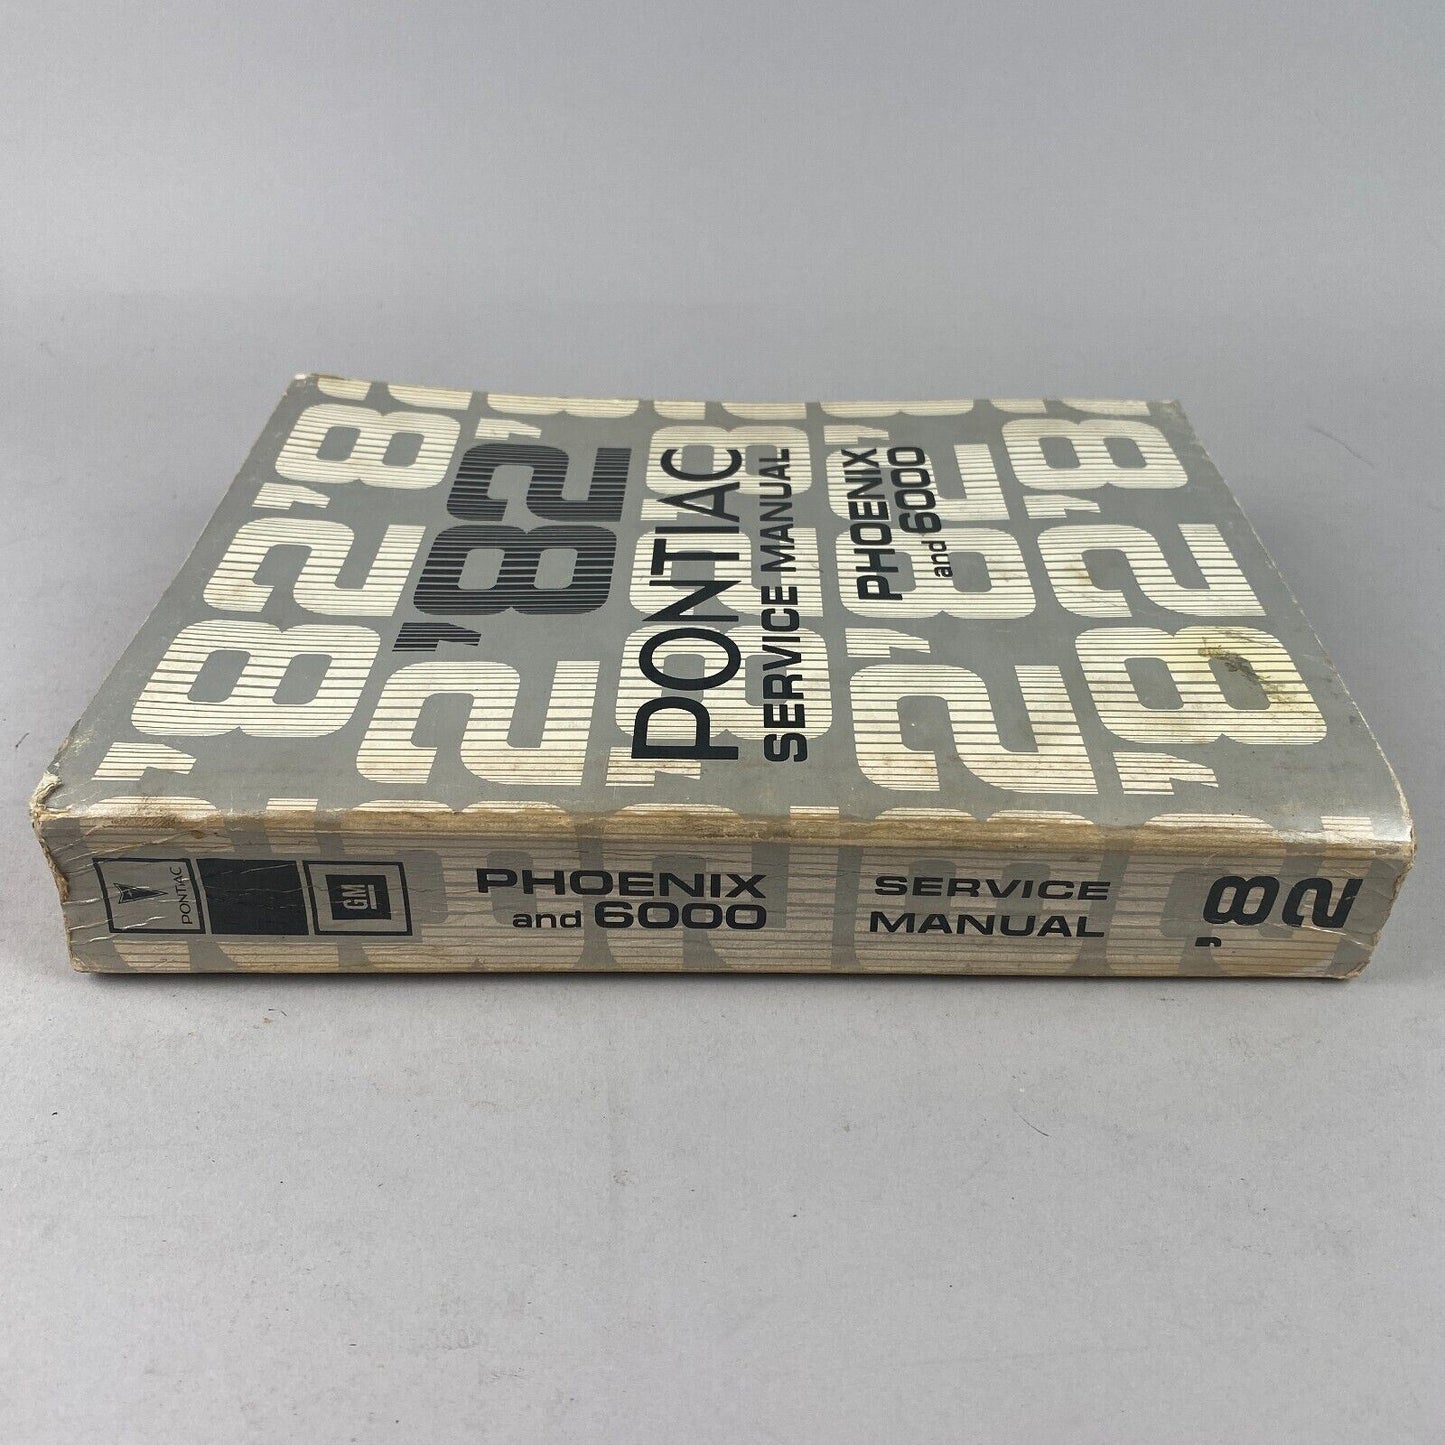 '82
PONTIAC
SERVICE MANUAL
PHOENIX
and 6000
PONTIAC
GM
PHOENIX
and 6000
SERVICE
MANUAL
'82